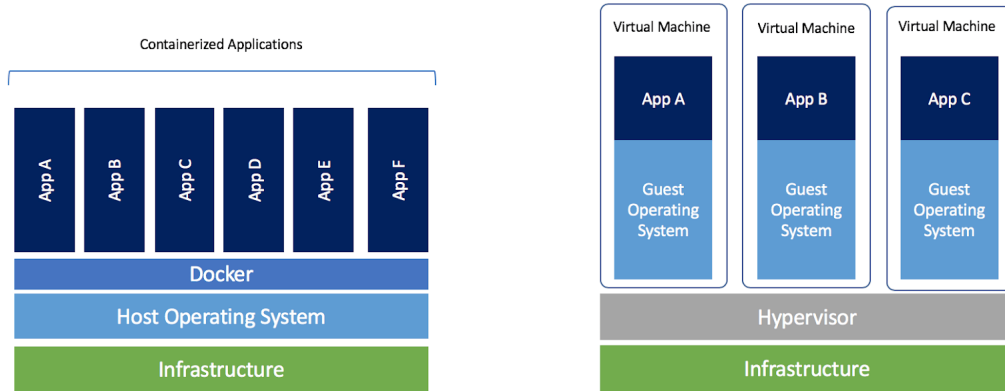 Containerized Applications
App A
App B
App C
App D
App E
App F
Docker
Host Operating System
Infrastructure
Virtual Machine
App A
Guest
Operating
System
Virtual Machine
App B
Guest
Operating
System
Virtual Machine
App C
Guest
Operating
System
Hypervisor
Infrastructure